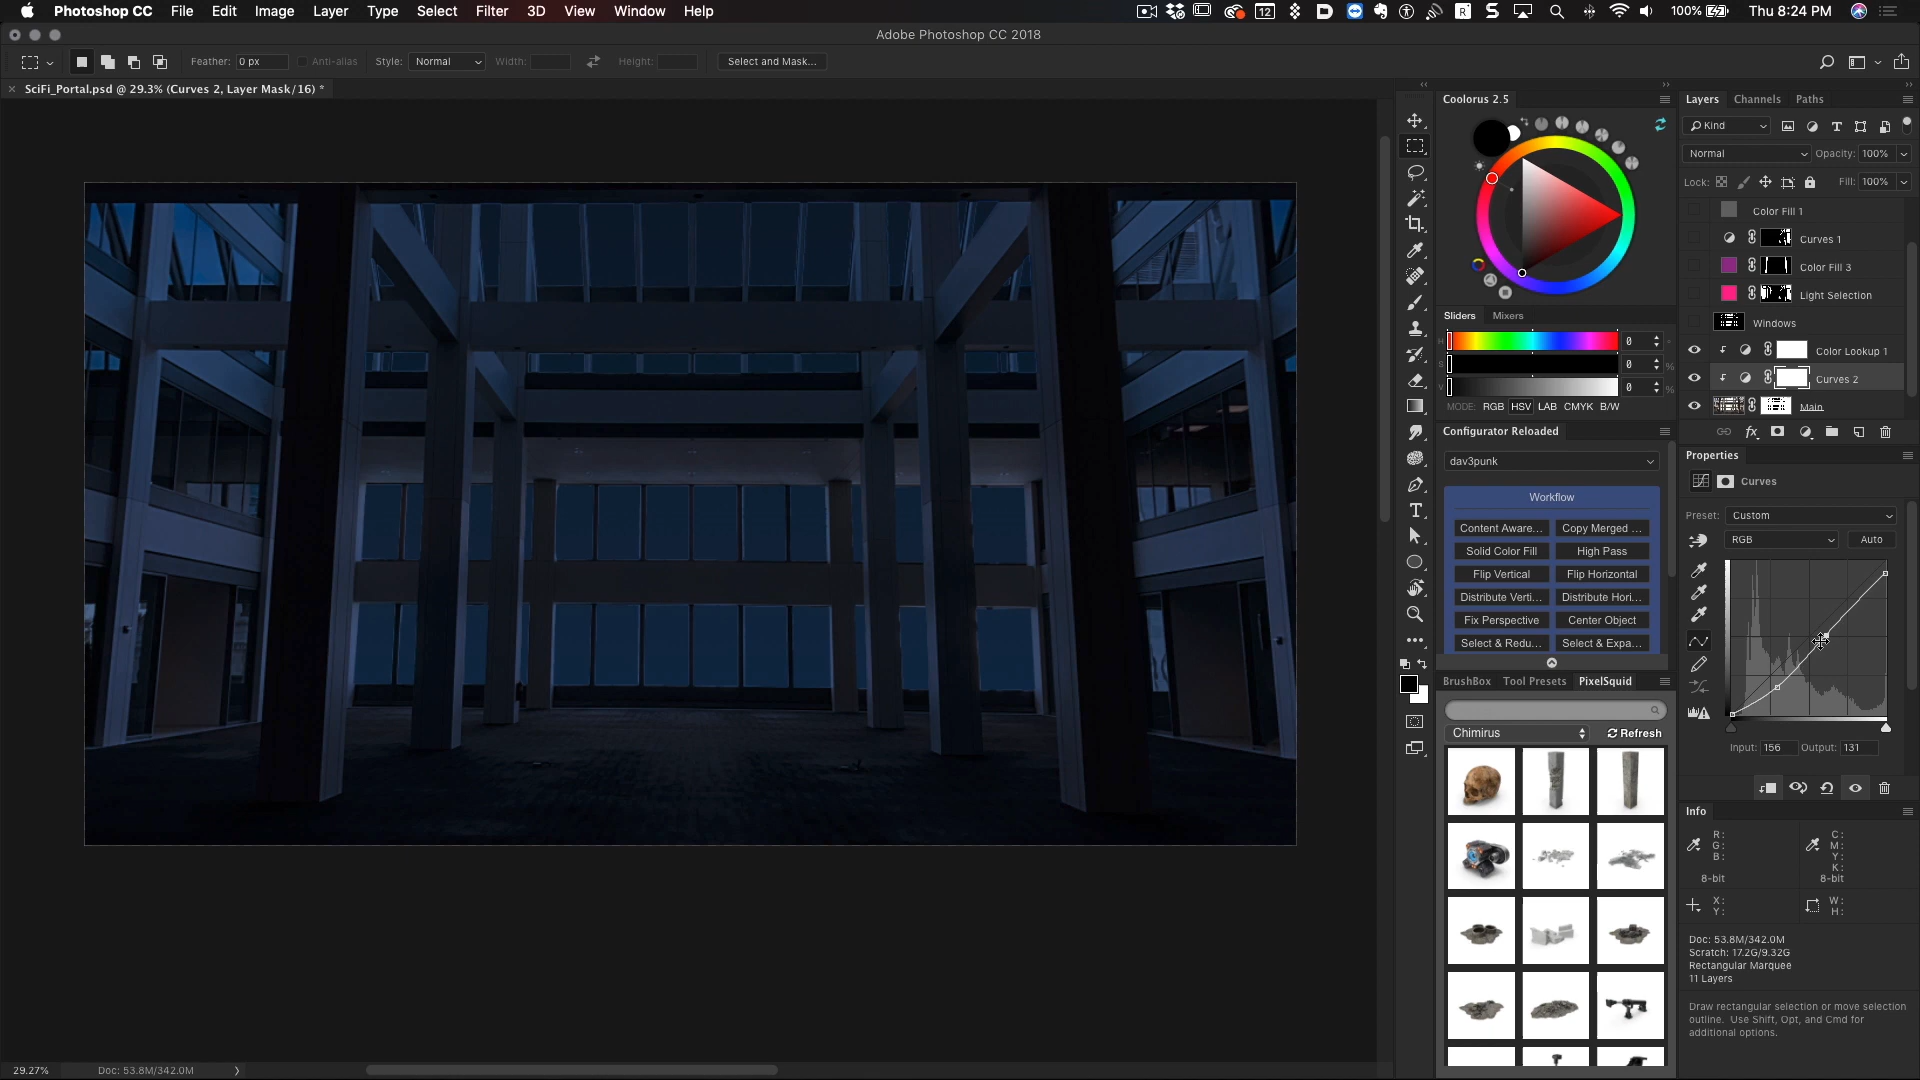 Photoshop CC File Edit Image Layer Type Select Filter 3D View Window Help 12 100% Thu 8:24 PM
Adobe Photoshop CC 2018
Feather: 0 px Anti-alias Style: Normal Width: Height: Select and Mask...
SciFi_Portal.psd @ 29.3% (Curves 2, Layer Mask/16) *
Coolorus 2.5
Sliders Mixers
H 0 °
S 0 %
V 0 %
MODE: RGB HSV LAB CMYK B/W
Configurator Reloaded
dav3punk
Workflow
Content Aware... Copy Merged ...
Solid Color Fill High Pass
Flip Vertical Flip Horizontal
Distribute Verti... Distribute Hori...
Fix Perspective Center Object
Select & Redu... Select & Expa...
BrushBox Tool Presets PixelSquid
Chimirus Refresh
Layers Channels Paths
Kind
Normal Opacity: 100%
Lock: Fill: 100%
Color Fill 1
Curves 1
Color Fill 3
Light Selection
Windows
Color Lookup 1
Curves 2
Main
fx
Properties
Curves
Preset: Custom
RGB Auto
Input: 156 Output: 131
Info
R: C:
G: M:
B: Y:
K:
8-bit 8-bit
X: W:
Y: H:
Doc: 53.8M/342.0M
Scratch: 17.2G/9.32G
Rectangular Marquee
11 Layers
Draw rectangular selection or move selection
outline. Use Shift, Opt, and Cmd for
additional options.
29.27% Doc: 53.8M/342.0M